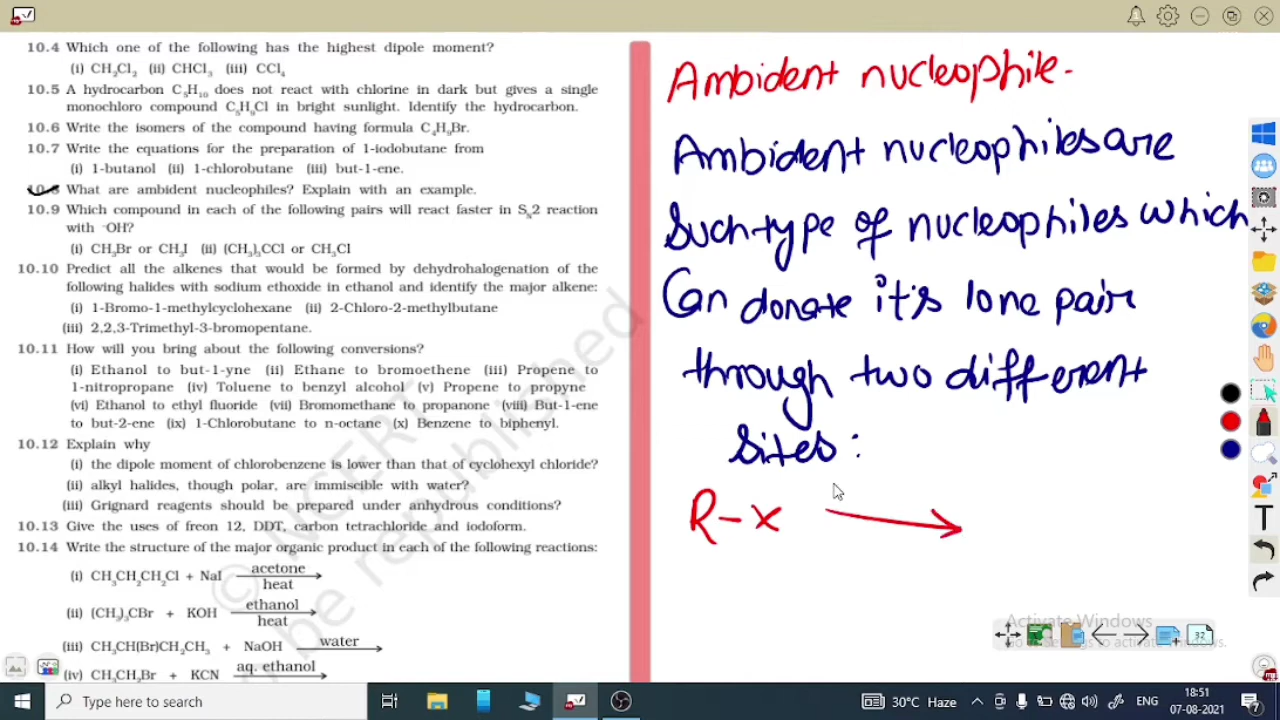 10.4 Which one of the following has the highest dipole moment?
(i) CH₂Cl₂ (ii) CHCl₃ (iii) CCl₄
10.5 A hydrocarbon C₅H₁₀ does not react with chlorine in dark but gives a single
monochloro compound C₅H₉Cl in bright sunlight. Identify the hydrocarbon.
10.6 Write the isomers of the compound having formula C₄H₉Br.
10.7 Write the equations for the preparation of 1-iodobutane from
(i) 1-butanol (ii) 1-chlorobutane (iii) but-1-ene.
10.8 What are ambident nucleophiles? Explain with an example.
10.9 Which compound in each of the following pairs will react faster in Sₙ2 reaction
with ⁻OH?
(i) CH₃Br or CH₃I (ii) (CH₃)₃CCl or CH₃Cl
10.10 Predict all the alkenes that would be formed by dehydrohalogenation of the
following halides with sodium ethoxide in ethanol and identify the major alkene:
(i) 1-Bromo-1-methylcyclohexane (ii) 2-Chloro-2-methylbutane
(iii) 2,2,3-Trimethyl-3-bromopentane.
10.11 How will you bring about the following conversions?
(i) Ethanol to but-1-yne (ii) Ethane to bromoethene (iii) Propene to
1-nitropropane (iv) Toluene to benzyl alcohol (v) Propene to propyne
(vi) Ethanol to ethyl fluoride (vii) Bromomethane to propanone (viii) But-1-ene
to but-2-ene (ix) 1-Chlorobutane to n-octane (x) Benzene to biphenyl.
10.12 Explain why
(i) the dipole moment of chlorobenzene is lower than that of cyclohexyl chloride?
(ii) alkyl halides, though polar, are immiscible with water?
(iii) Grignard reagents should be prepared under anhydrous conditions?
10.13 Give the uses of freon 12, DDT, carbon tetrachloride and iodoform.
10.14 Write the structure of the major organic product in each of the following reactions:
(i) CH₃CH₂CH₂Cl + NaI acetone heat
(ii) (CH₃)₃CBr + KOH ethanol heat
(iii) CH₃CH(Br)CH₂CH₃ + NaOH water
(iv) CH₃CH₂Br + KCN aq. ethanol
© NCERT
be republished
Ambident nucleophile.
Ambident nucleophiles are
Such type of nucleophiles which
Can donate it's lone pair
through two different
sites:
R-x
Activate Windows
T
32
Type here to search
30°C Haze
ENG
18:51
07-08-2021
7